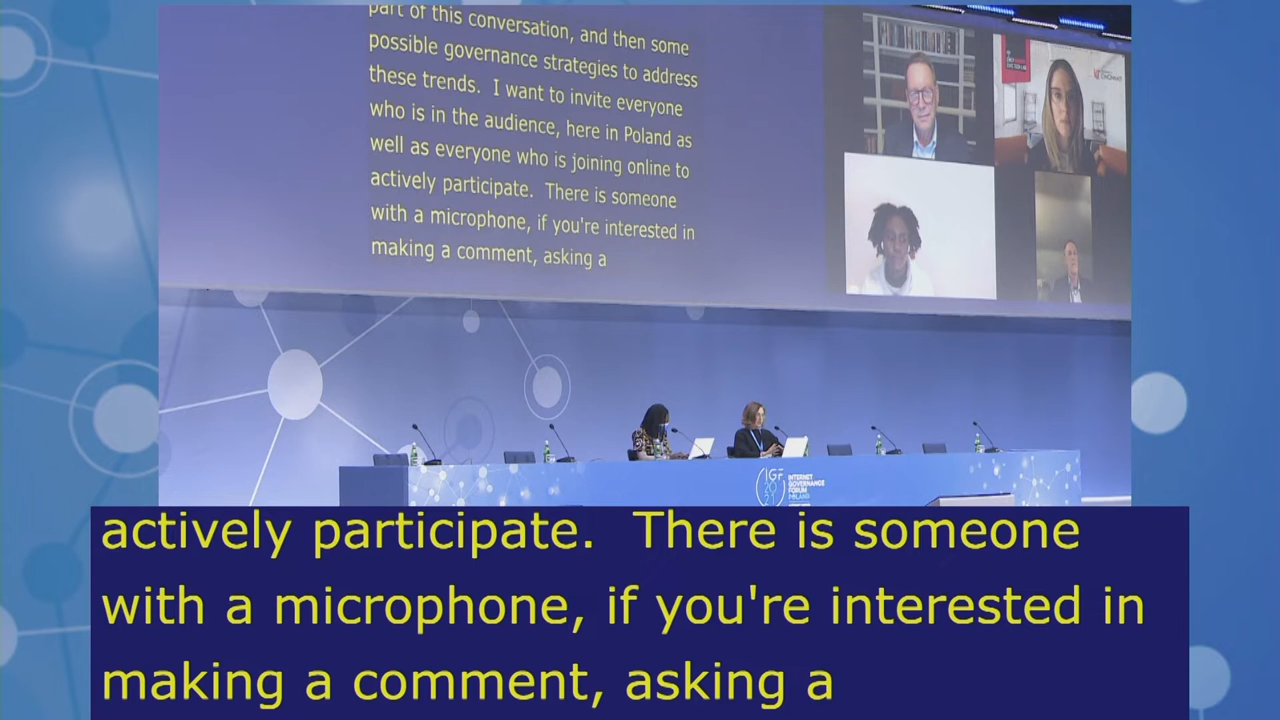 part of this conversation, and then some
possible governance strategies to address
these trends.  I want to invite everyone
who is in the audience, here in Poland as
well as everyone who is joining online to
actively participate.  There is someone
with a microphone, if you're interested in
making a comment, asking a
IGF
2021
INTERNET
GOVERNANCE
FORUM
POLAND
actively participate.  There is someone
with a microphone, if you're interested in
making a comment, asking a